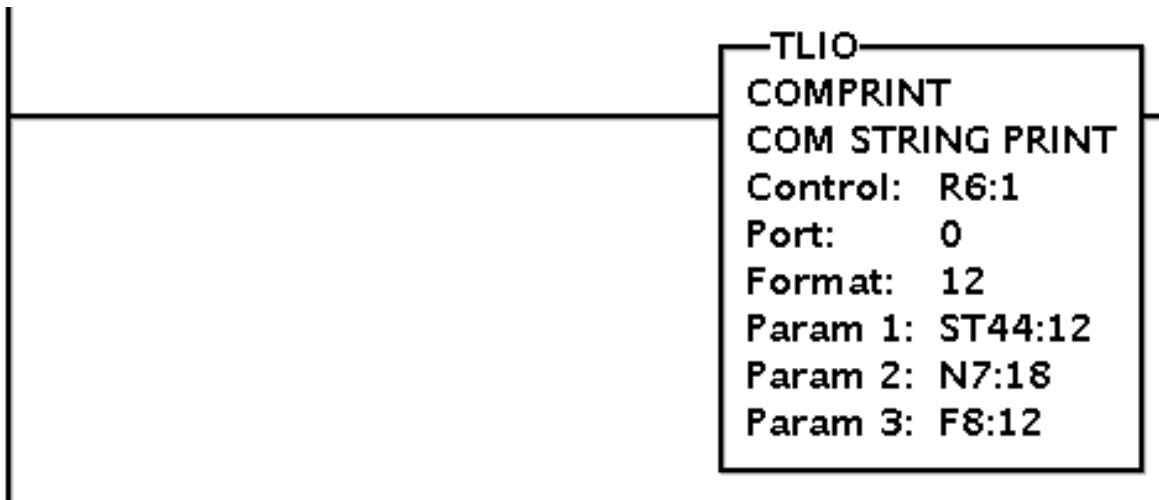 TLIO
COMPRINT
COM STRING PRINT
Control: R6:1
Port: 0
Format: 12
Param 1: ST44:12
Param 2: N7:18
Param 3: F8:12